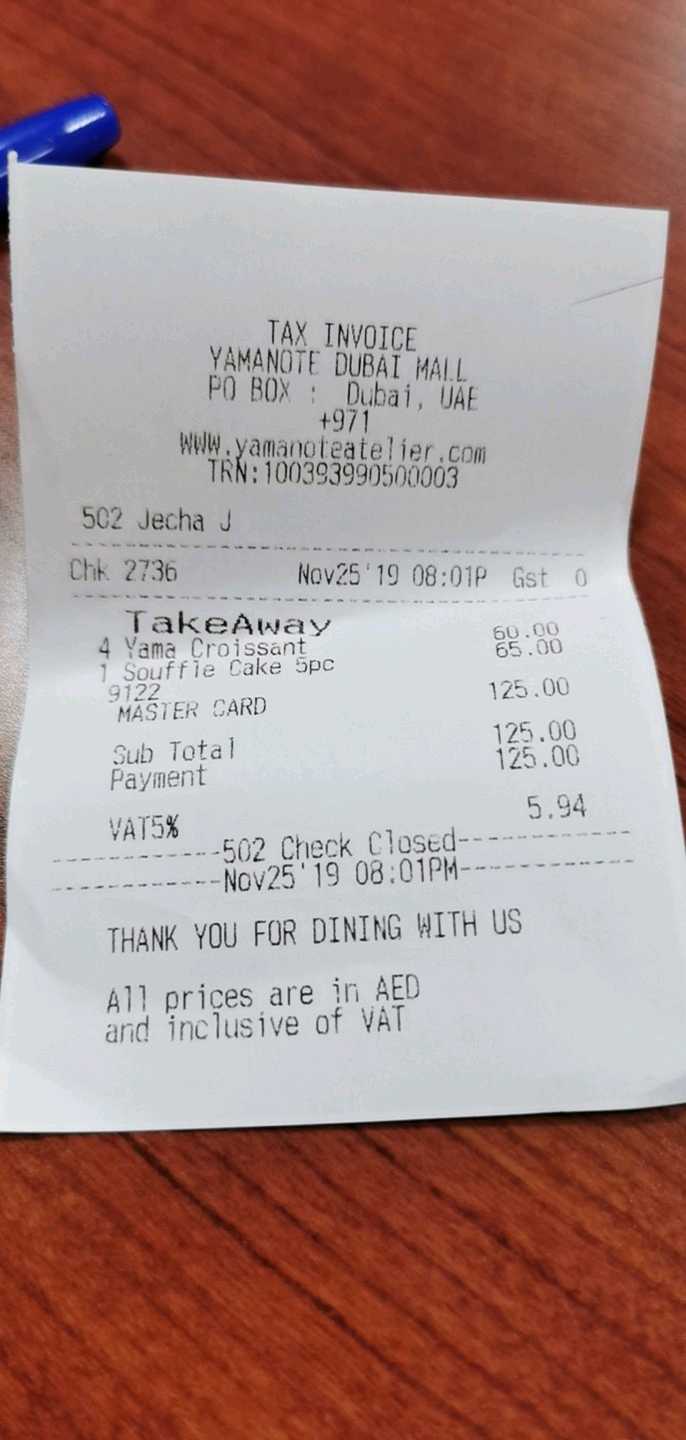 TAX INVOICE
YAMANOTE DUBAI MALL
PO BOX : Dubai, UAE
+971
www.yamanoteatelier.com
TRN:100393990500003
502 Jecha J
Chk 2736 Nov25'19 08:01P Gst 0
TakeAway
4 Yama Croissant 60.00
1 Souffle Cake 5pc 65.00
9122
MASTER CARD 125.00
Sub Total 125.00
Payment 125.00
VAT5% 5.94
-----------502 Check Closed-----------
-----------Nov25'19 08:01PM-----------
THANK YOU FOR DINING WITH US
All prices are in AED
and inclusive of VAT